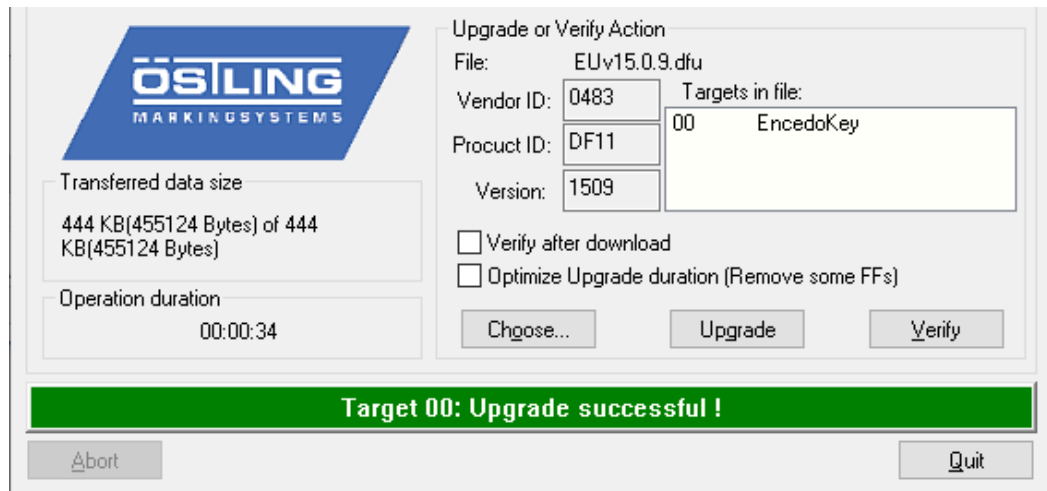 ÖSTLING
MARKINGSYSTEMS
Transferred data size
444 KB(455124 Bytes) of 444
KB(455124 Bytes)
Operation duration
00:00:34
Upgrade or Verify Action
File: EUv15.0.9.dfu
Vendor ID: 0483
Procuct ID: DF11
Version: 1509
Targets in file:
00 EncedoKey
Verify after download
Optimize Upgrade duration (Remove some FFs)
Choose... Upgrade Verify
Target 00: Upgrade successful !
Abort Quit